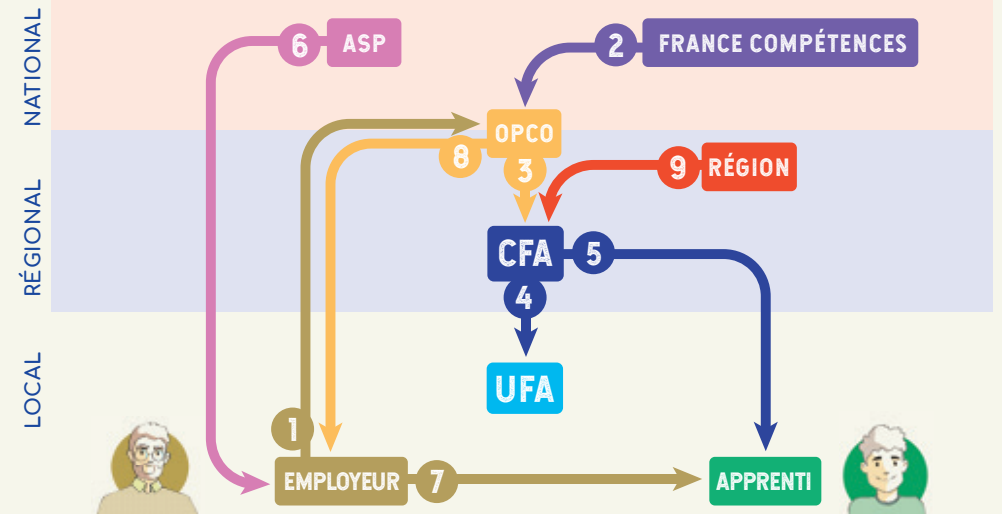 NATIONAL
6
ASP
2
FRANCE COMPÉTENCES
OPCO
8
3
9
RÉGION
RÉGIONAL
CFA
5
4
LOCAL
UFA
1
EMPLOYEUR
7
APPRENTI